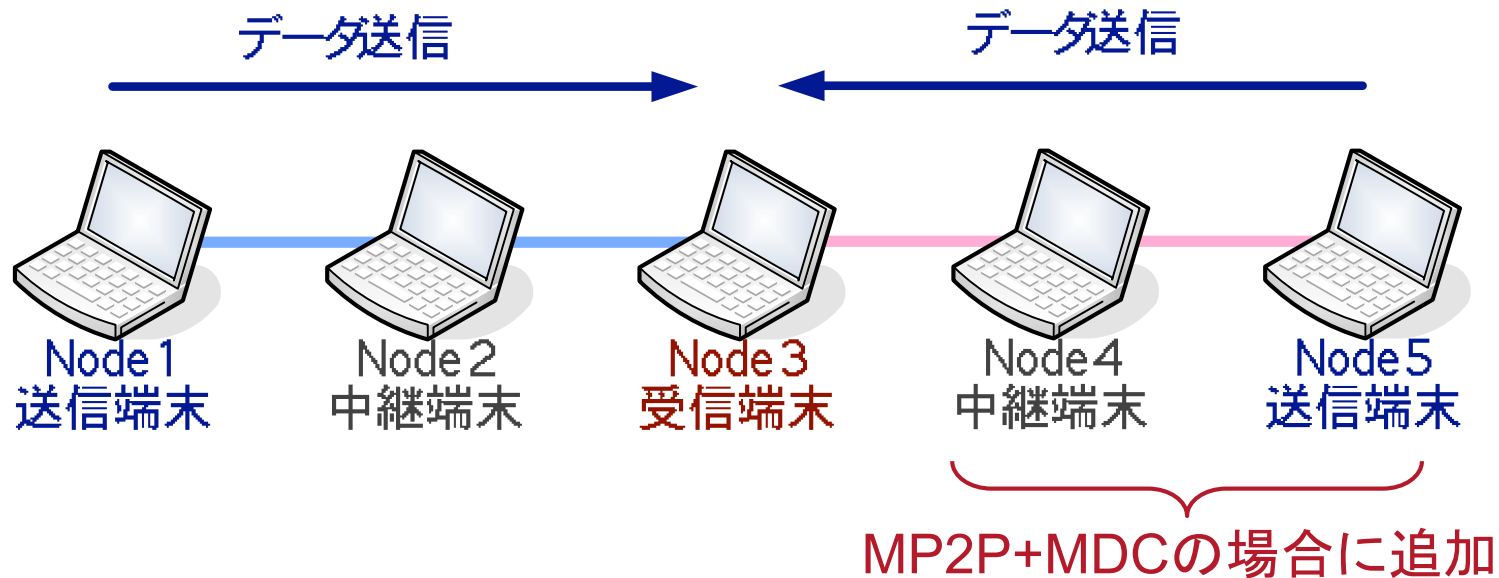 データ送信
データ送信
Node1
送信端末
Node2
中継端末
Node3
受信端末
Node4
中継端末
Node5
送信端末
MP2P+MDCの場合に追加